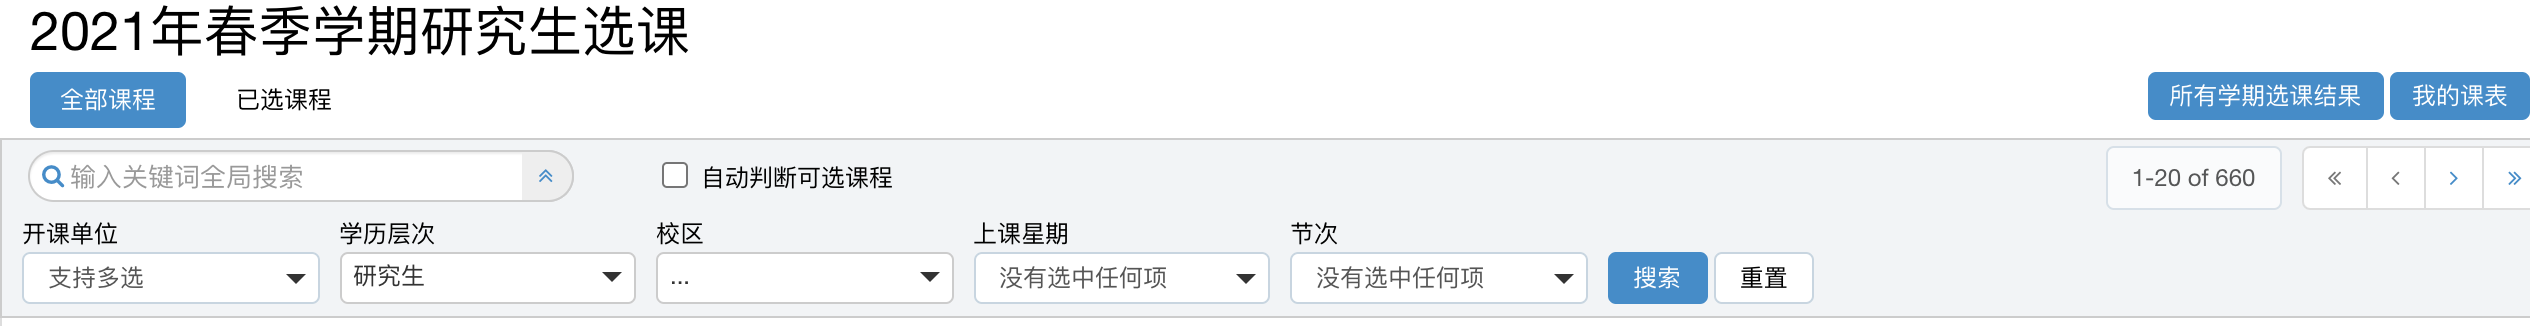 2021年春季学期研究生选课
全部课程 已选课程 所有学期选课结果 我的课表
输入关键词全局搜索 自动判断可选课程 1-20 of 660
开课单位 学历层次 校区 上课星期 节次
支持多选 研究生 ... 没有选中任何项 没有选中任何项 搜索 重置